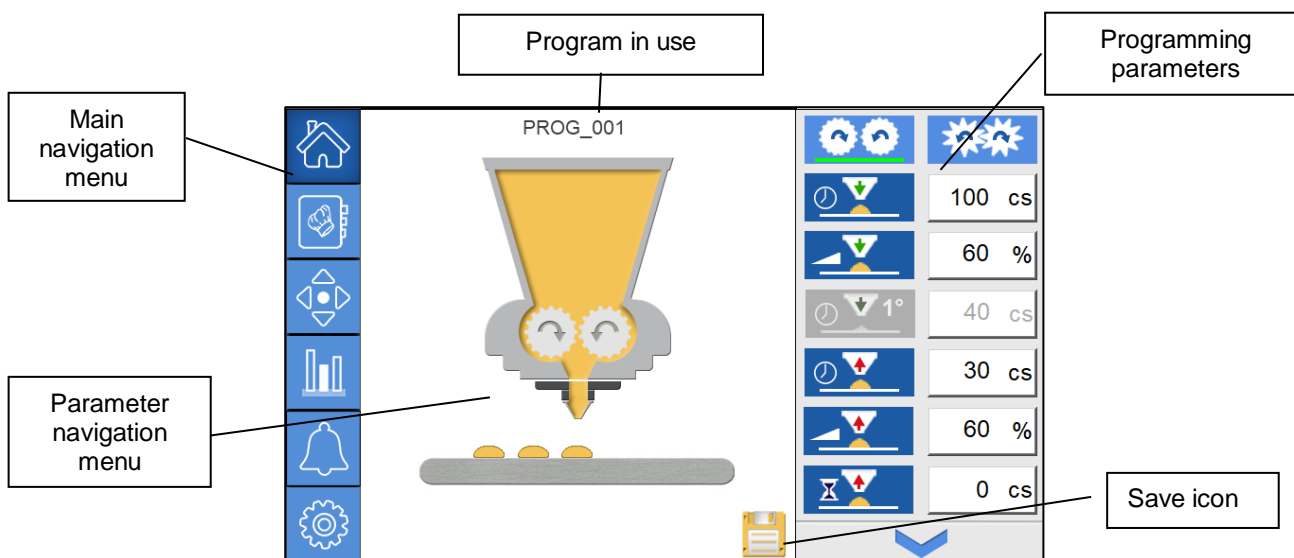 Program in use
Programming
parameters
Main
navigation
menu
PROG_001
100 cs
60 %
1° 40 cs
30 cs
Parameter
navigation
menu
60 %
0 cs
Save icon